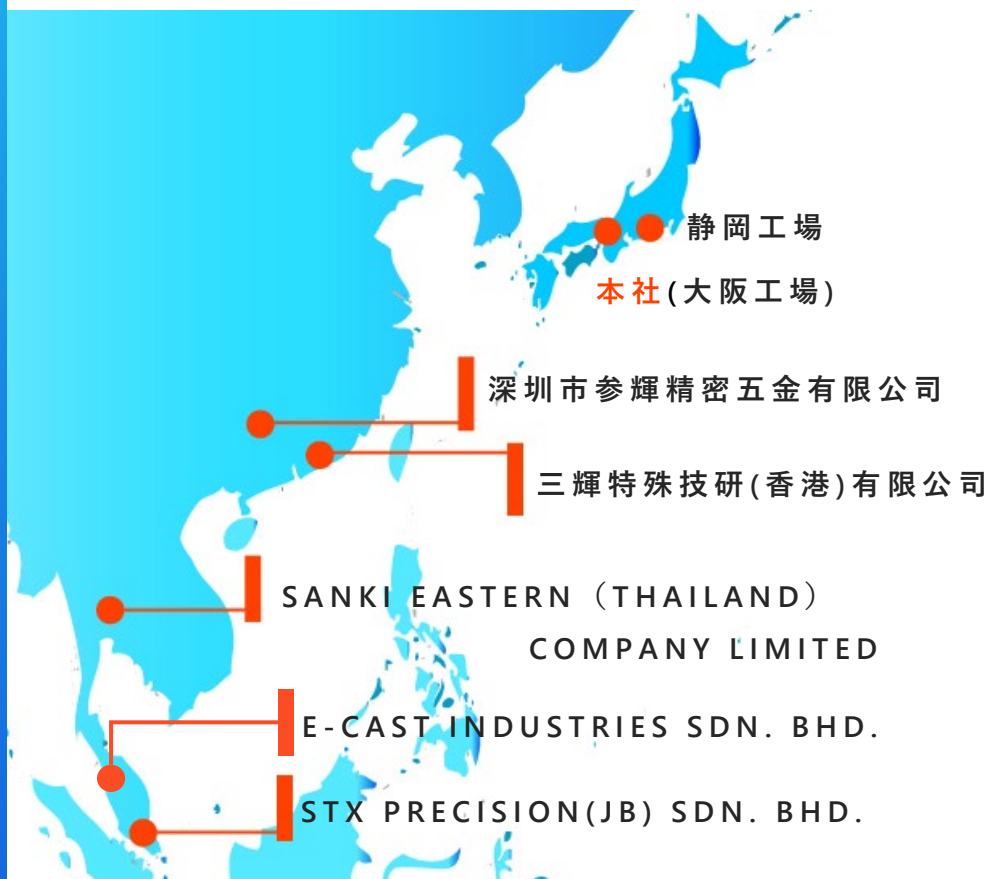 静岡工場
本社(大阪工場)
深圳市参輝精密五金有限公司
三輝特殊技研(香港)有限公司
SANKI EASTERN（THAILAND）
COMPANY LIMITED
E-CAST INDUSTRIES SDN. BHD.
STX PRECISION(JB) SDN. BHD.